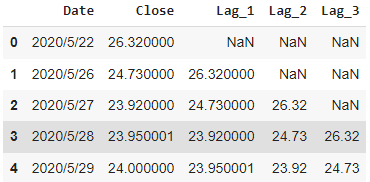 Date Close Lag_1 Lag_2 Lag_3
0 2020/5/22 26.320000 NaN NaN NaN
1 2020/5/26 24.730000 26.320000 NaN NaN
2 2020/5/27 23.920000 24.730000 26.32 NaN
3 2020/5/28 23.950001 23.920000 24.73 26.32
4 2020/5/29 24.000000 23.950001 23.92 24.73